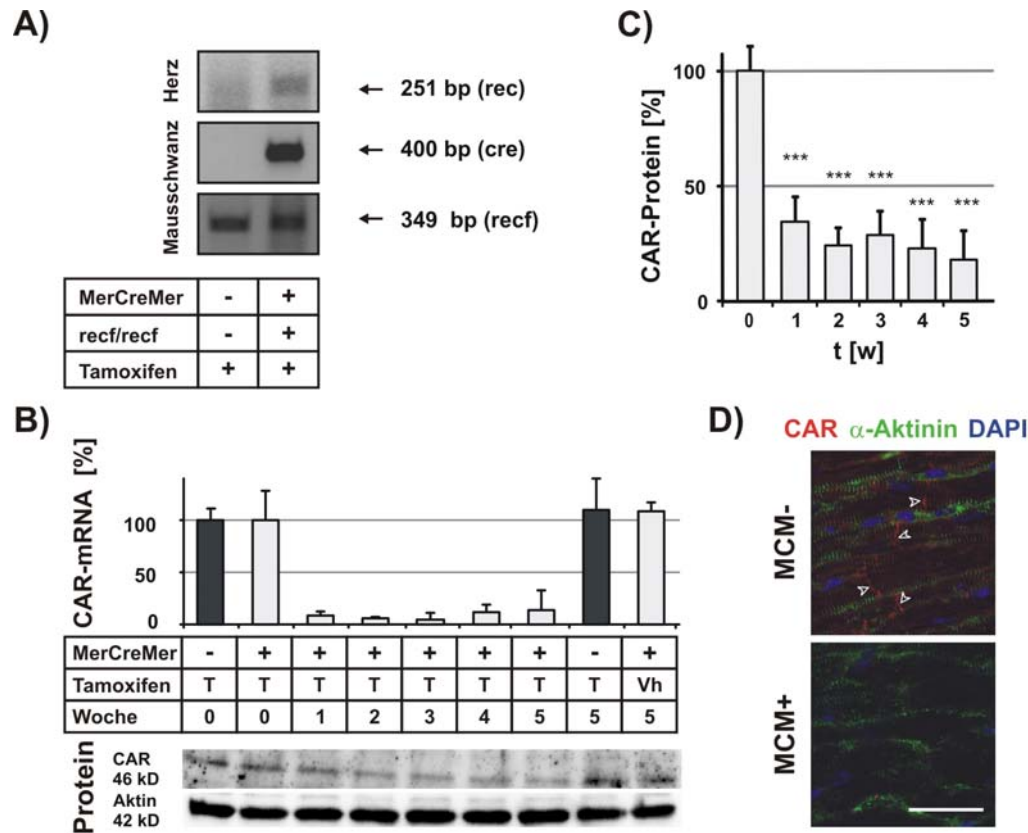 A)
Herz
Mausschwanz
← 251 bp (rec)
← 400 bp (cre)
← 349 bp (recf)
MerCreMer - +
recf/recf - +
Tamoxifen + +
B)
CAR-mRNA [%]
100
50
0
MerCreMer - + + + + + + - +
Tamoxifen T T T T T T T T Vh
Woche 0 0 1 2 3 4 5 5 5
Protein
CAR
46 kD
Aktin
42 kD
C)
CAR-Protein [%]
100
50
0
*** *** *** *** ***
0 1 2 3 4 5
t [w]
D)
CAR α-Aktinin DAPI
MCM-
MCM+